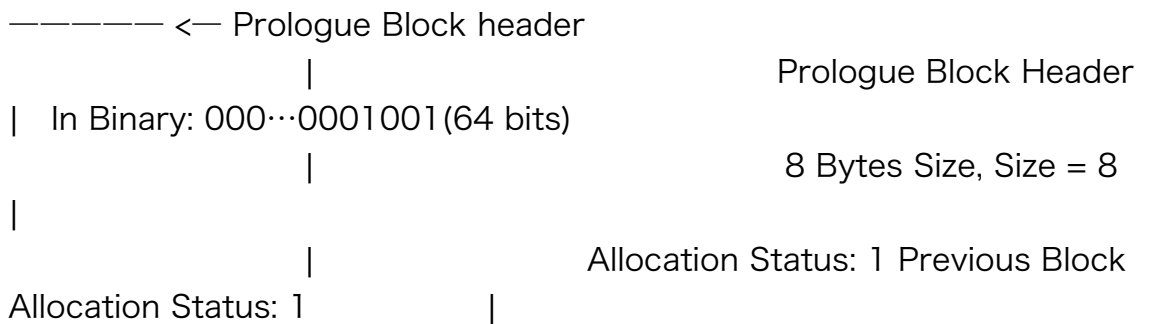 ————— <— Prologue Block header
| Prologue Block Header
| In Binary: 000…0001001(64 bits)
| 8 Bytes Size, Size = 8
|
| Allocation Status: 1 Previous Block
Allocation Status: 1 |